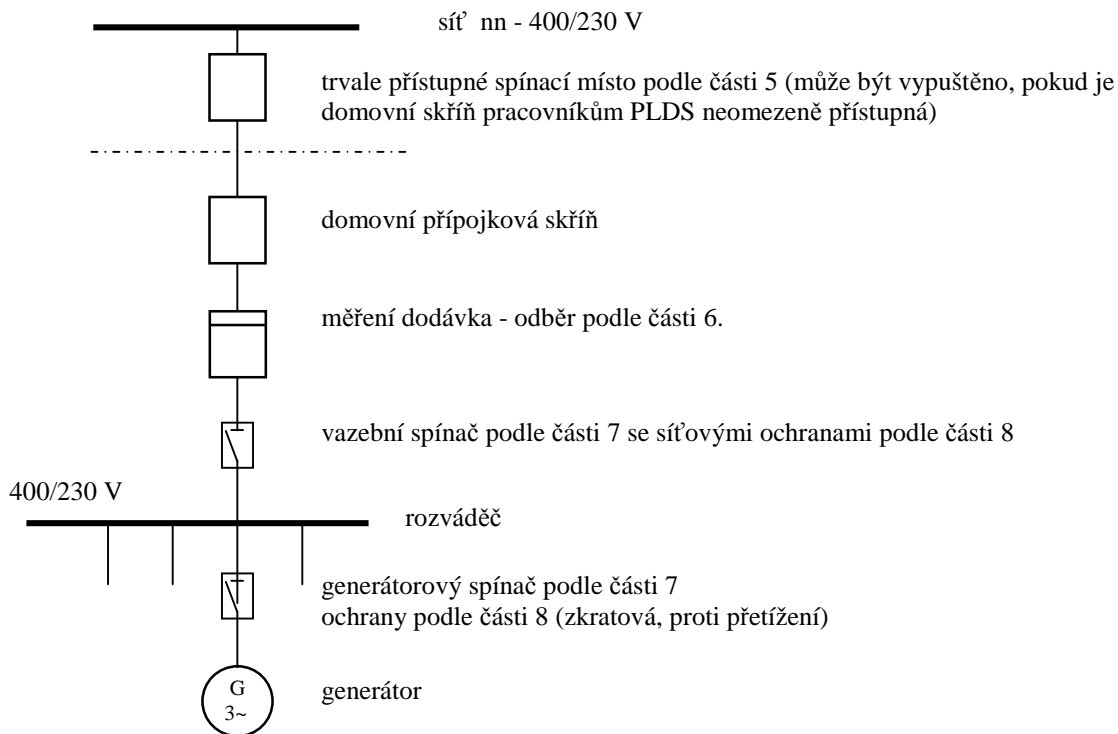 síť nn - 400/230 V
trvale přístupné spínací místo podle části 5 (může být vypuštěno, pokud je
domovní skříň pracovníkům PLDS neomezeně přístupná)
domovní přípojková skříň
měření dodávka - odběr podle části 6.
vazební spínač podle části 7 se síťovými ochranami podle části 8
400/230 V
rozváděč
generátorový spínač podle části 7
ochrany podle části 8 (zkratová, proti přetížení)
G
3~
generátor